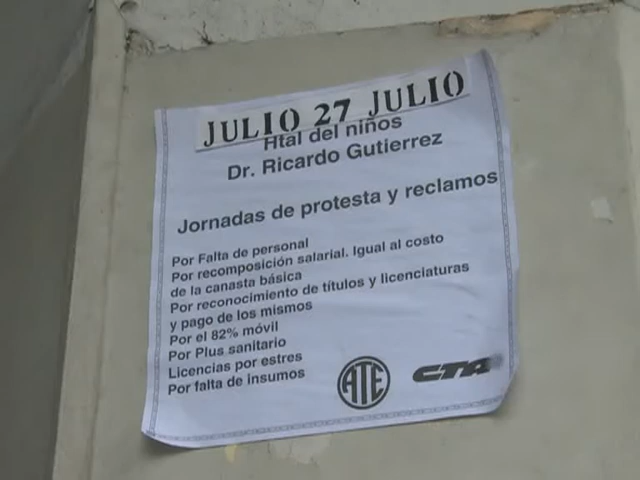 JULIO 27 JULIO
Htal del niños
Dr. Ricardo Gutierrez
Jornadas de protesta y reclamos
Por Falta de personal
Por recomposición salarial. Igual al costo
de la canasta básica
Por reconocimiento de títulos y licenciaturas
y pago de los mismos
Por el 82% móvil
Por Plus sanitario
Licencias por estres
Por falta de insumos
ATE
CTA